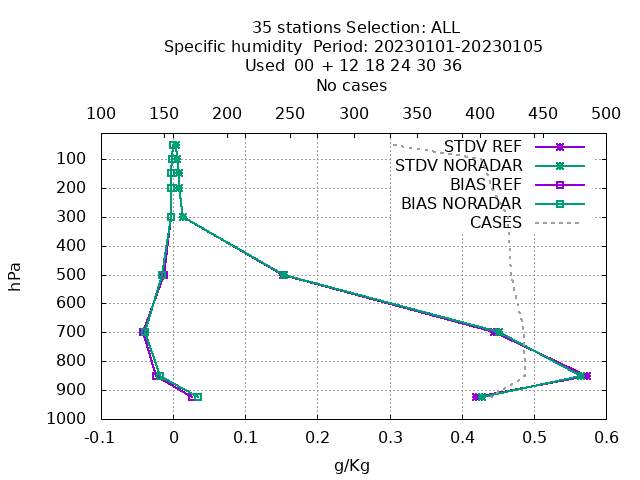 35 stations Selection: ALL
Specific humidity  Period: 20230101-20230105
Used  00 + 12 18 24 30 36
No cases
100 150 200 250 300 350 400 450 500
STDV REF
STDV NORADAR
BIAS REF
BIAS NORADAR
CASES
hPa
100
200
300
400
500
600
700
800
900
1000
-0.1 0 0.1 0.2 0.3 0.4 0.5 0.6
g/Kg